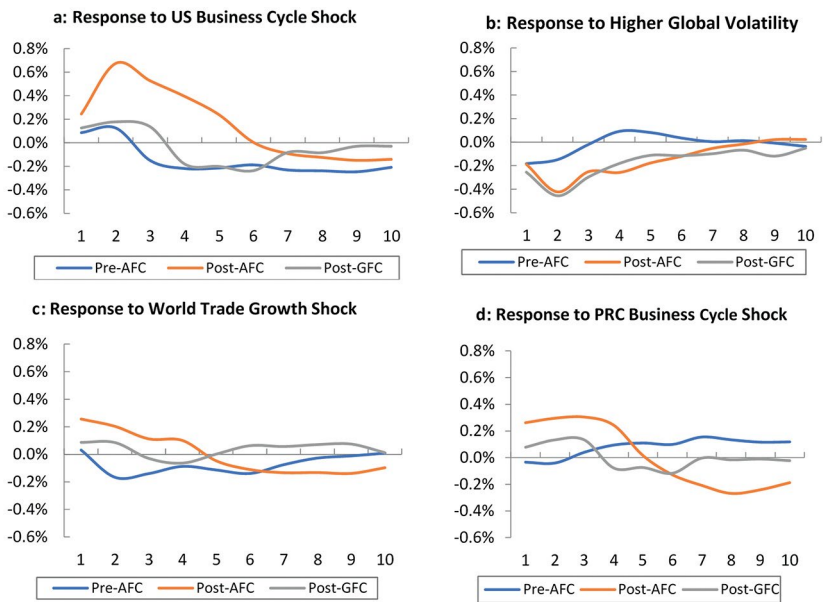 a: Response to US Business Cycle Shock
0.8%
0.6%
0.4%
0.2%
0.0%
-0.2%
-0.4%
-0.6%
1 2 3 4 5 6 7 8 9 10
Pre-AFC Post-AFC Post-GFC
b: Response to Higher Global Volatility
0.8%
0.6%
0.4%
0.2%
0.0%
-0.2%
-0.4%
-0.6%
1 2 3 4 5 6 7 8 9 10
Pre-AFC Post-AFC Post-GFC
c: Response to World Trade Growth Shock
0.8%
0.6%
0.4%
0.2%
0.0%
-0.2%
-0.4%
-0.6%
1 2 3 4 5 6 7 8 9 10
Pre-AFC Post-AFC Post-GFC
d: Response to PRC Business Cycle Shock
0.8%
0.6%
0.4%
0.2%
0.0%
-0.2%
-0.4%
-0.6%
1 2 3 4 5 6 7 8 9 10
Pre-AFC Post-AFC Post-GFC